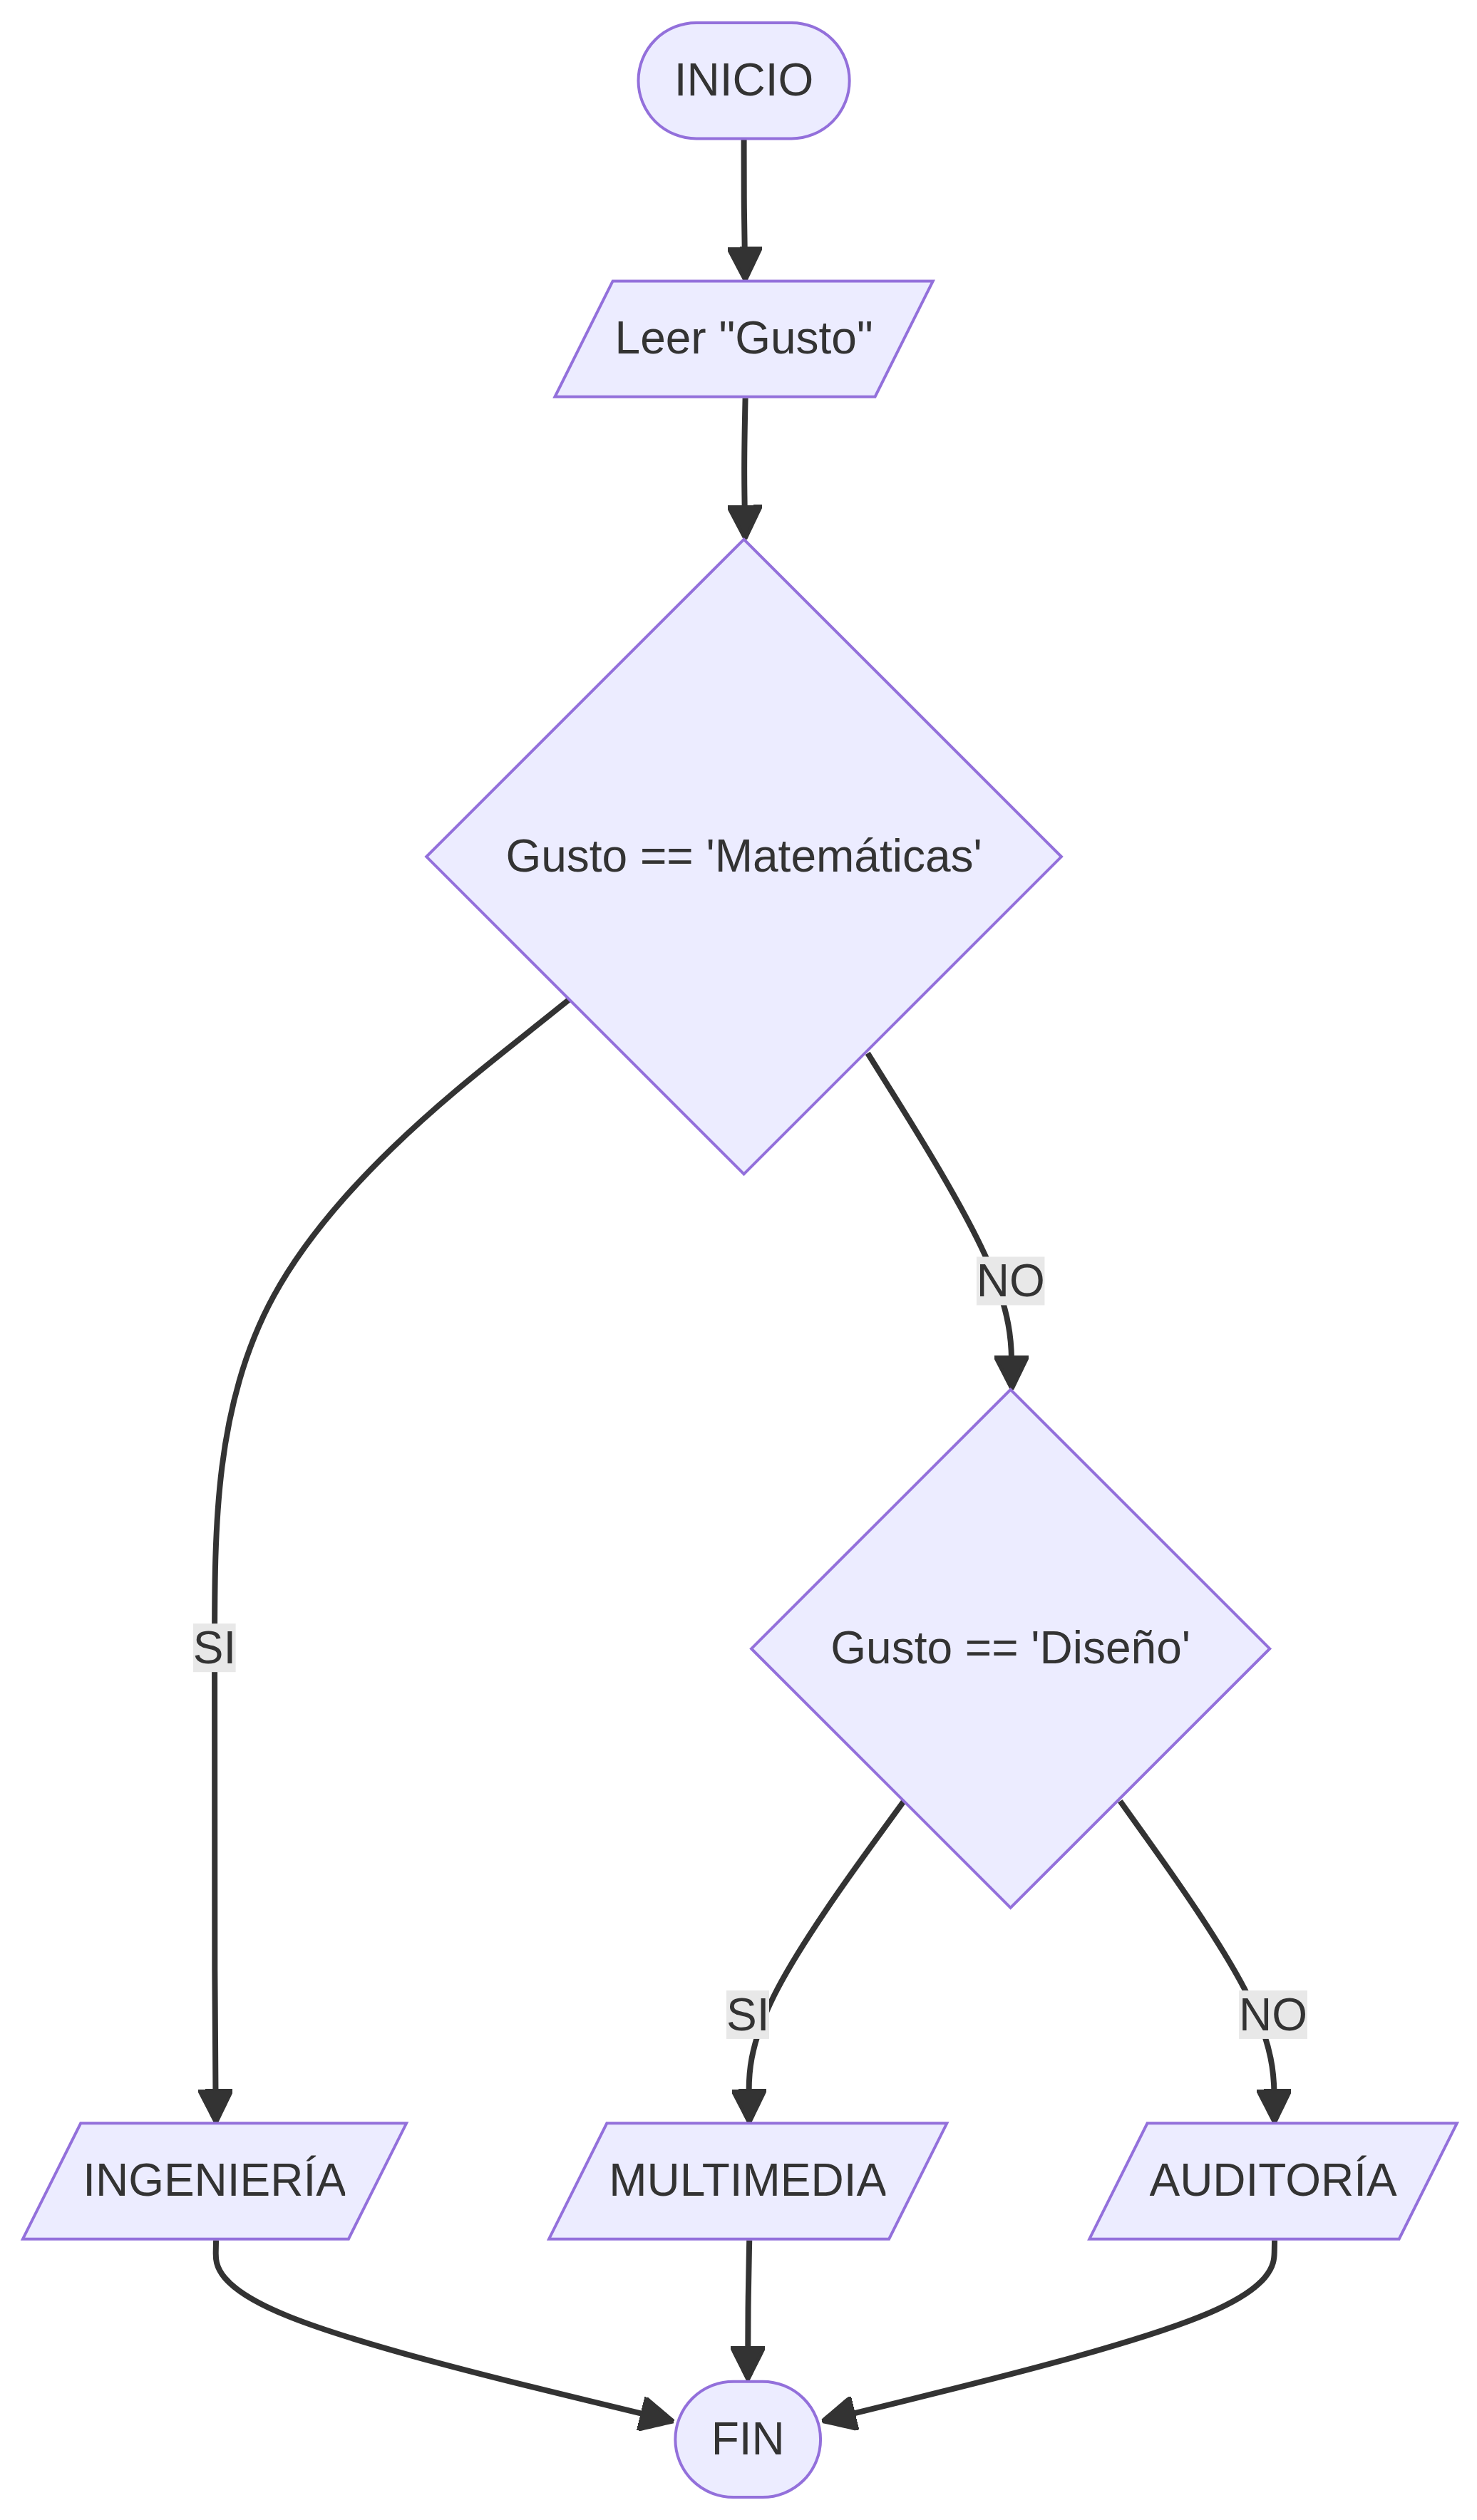 INICIO
Leer "Gusto"
Gusto == 'Matemáticas'
NO
SI
Gusto == 'Diseño'
SI
NO
INGENIERÍA
MULTIMEDIA
AUDITORÍA
FIN